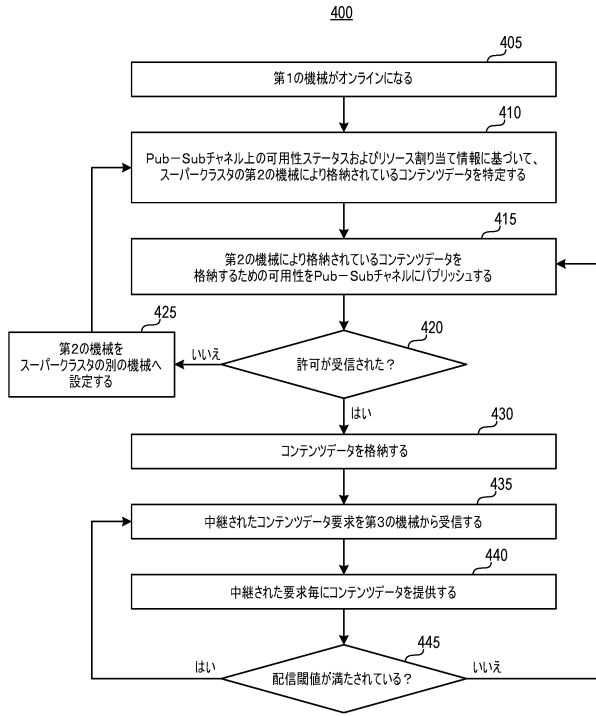 400
405
第1の機械がオンラインになる
410
Pub－Subチャネル上の可用性ステータスおよびリソース割り当て情報に基づいて、
スーパークラスタの第2の機械により格納されているコンテンツデータを特定する
415
第2の機械により格納されているコンテンツデータを
格納するための可用性をPub－Subチャネルにパブリッシュする
425
第2の機械を
スーパークラスタの別の機械へ
設定する
いいえ
420
許可が受信された？
はい
430
コンテンツデータを格納する
435
中継されたコンテンツデータ要求を第3の機械から受信する
440
中継された要求毎にコンテンツデータを提供する
445
はい
配信閾値が満たされている？
いいえ